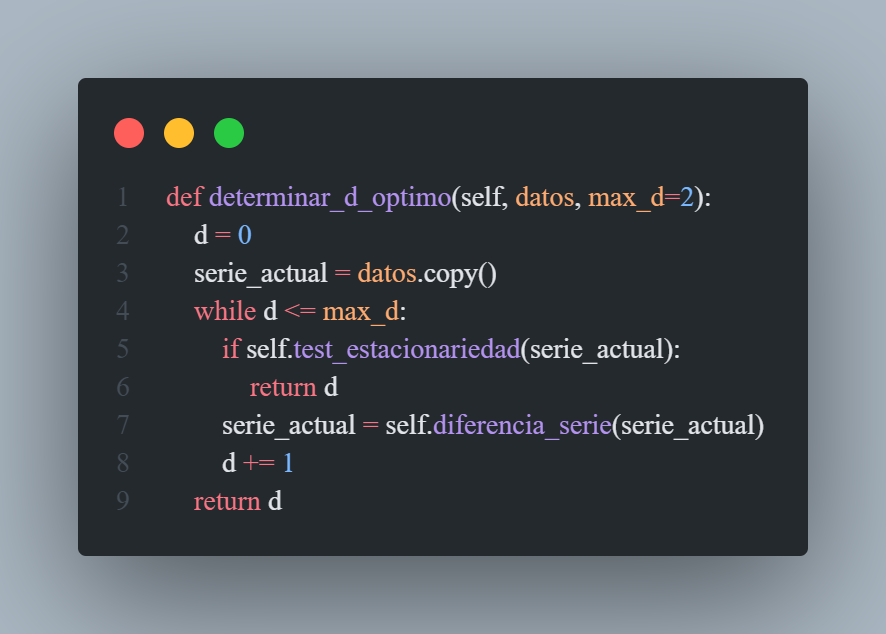 1 def determinar_d_optimo(self, datos, max_d=2):
2     d = 0
3     serie_actual = datos.copy()
4     while d <= max_d:
5         if self.test_estacionariedad(serie_actual):
6             return d
7         serie_actual = self.diferencia_serie(serie_actual)
8         d += 1
9     return d